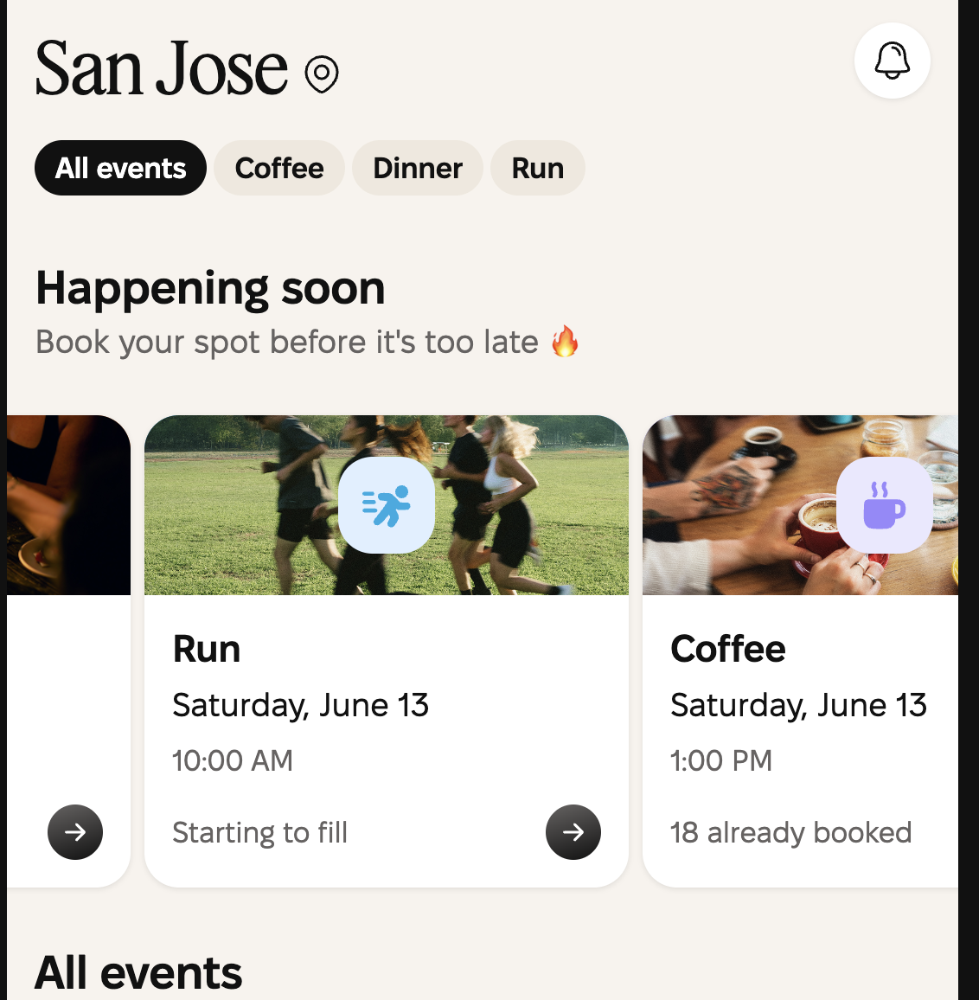 San Jose
All events
Coffee
Dinner
Run
Happening soon
Book your spot before it's too late 🔥
Run
Saturday, June 13
10:00 AM
Starting to fill
Coffee
Saturday, June 13
1:00 PM
18 already booked
All events